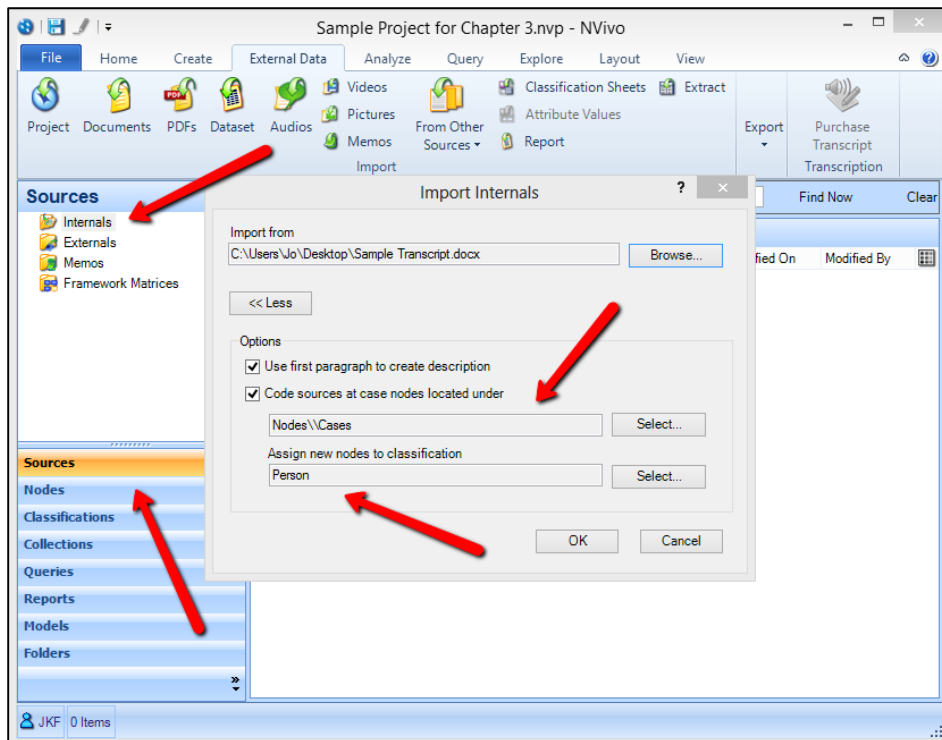 Sample Project for Chapter 3.nvp - NVivo
File Home Create External Data Analyze Query Explore Layout View
Project
Documents
PDF
PDFs
Dataset
Audios
Videos
Pictures
Memos
From Other
Sources
Classification Sheets
Attribute Values
Report
Extract
Import
Export
Purchase
Transcript
Transcription
Sources
Internals
Externals
Memos
Framework Matrices
Find Now Clear
fied On Modified By
Import Internals ?
Import from
C:\Users\Jo\Desktop\Sample Transcript.docx
Browse...
<< Less
Options
Use first paragraph to create description
Code sources at case nodes located under
Nodes\\Cases
Select...
Assign new nodes to classification
Person
Select...
OK Cancel
Sources
Nodes
Classifications
Collections
Queries
Reports
Models
Folders
JKF 0 Items